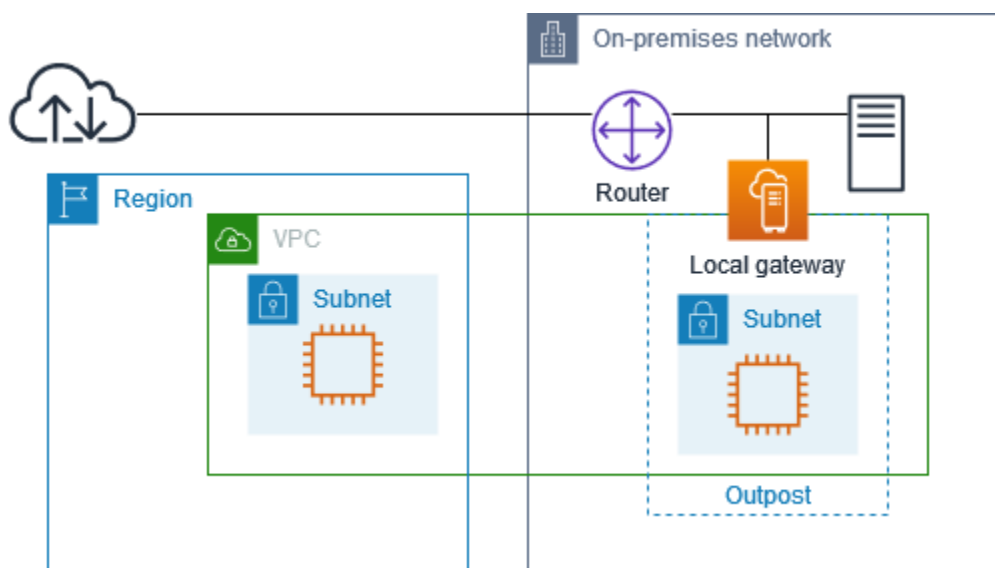 On-premises network
Router
Region
VPC
Local gateway
Subnet
Subnet
Outpost